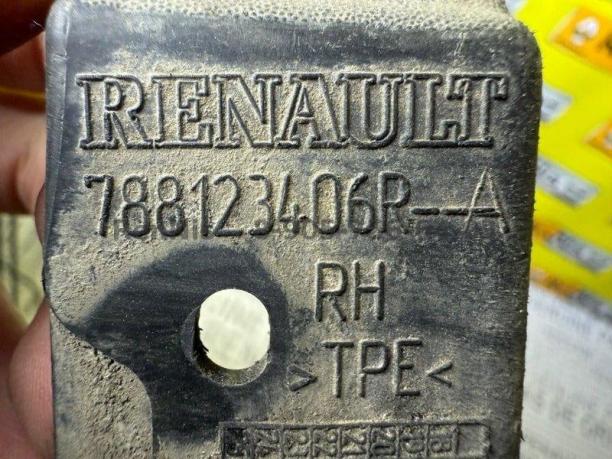 RENAULT
788123406R--A
RH
>TPE<